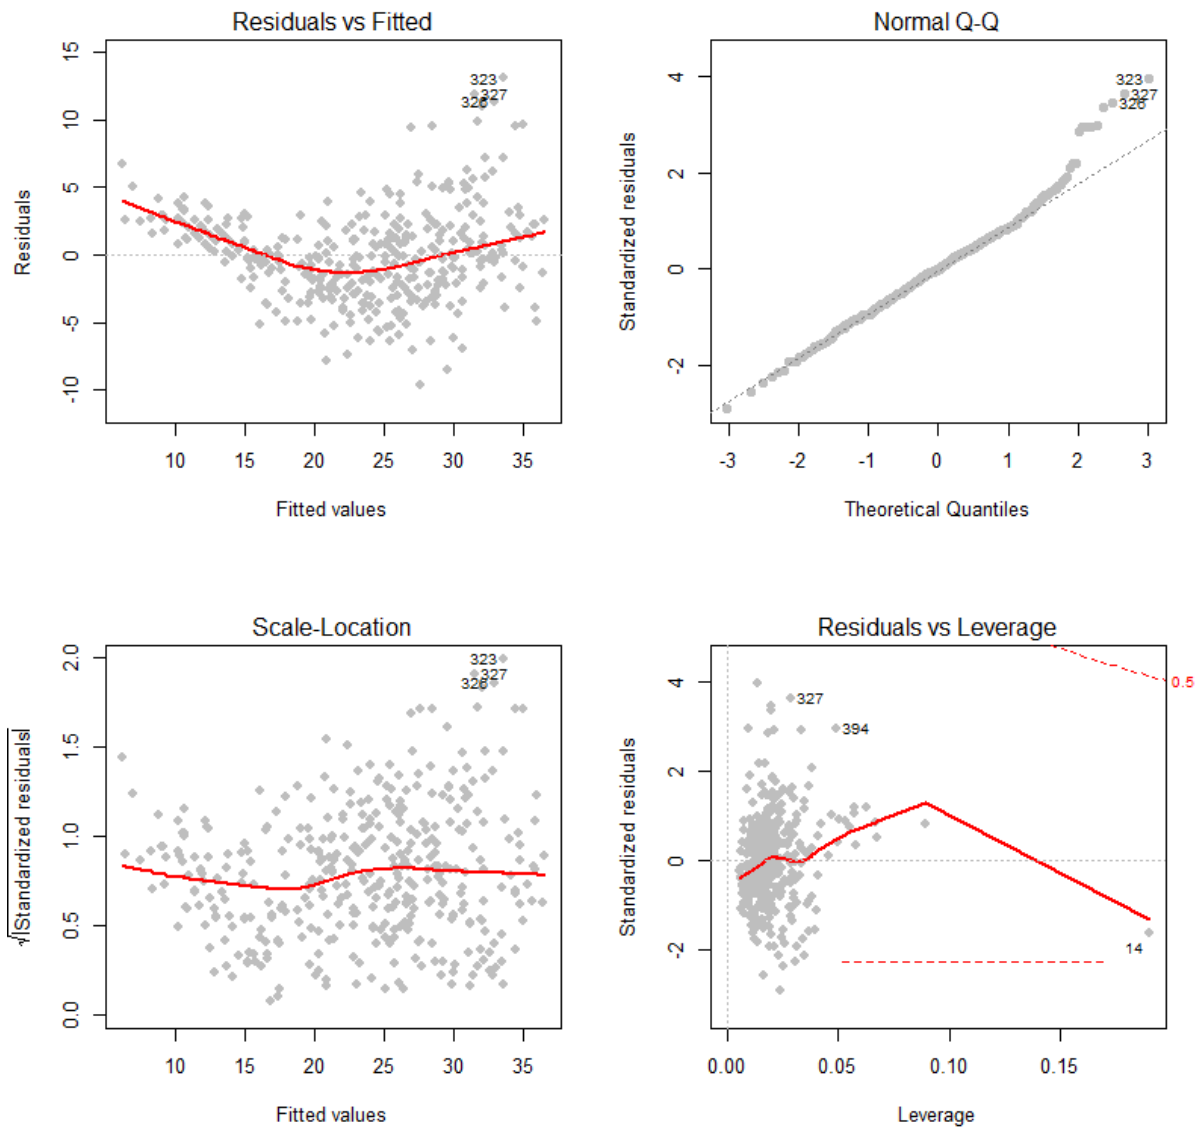 Residuals vs Fitted
Residuals
15
10
5
0
-5
-10
323
327
326
10 15 20 25 30 35
Fitted values
Normal Q-Q
Standardized residuals
4
2
0
-2
323
327
326
-3 -2 -1 0 1 2 3
Theoretical Quantiles
Scale-Location
√|Standardized residuals|
2.0
1.5
1.0
0.5
0.0
323
327
326
10 15 20 25 30 35
Fitted values
Residuals vs Leverage
Standardized residuals
4
2
0
-2
0.5
327
394
14
0.00 0.05 0.10 0.15
Leverage